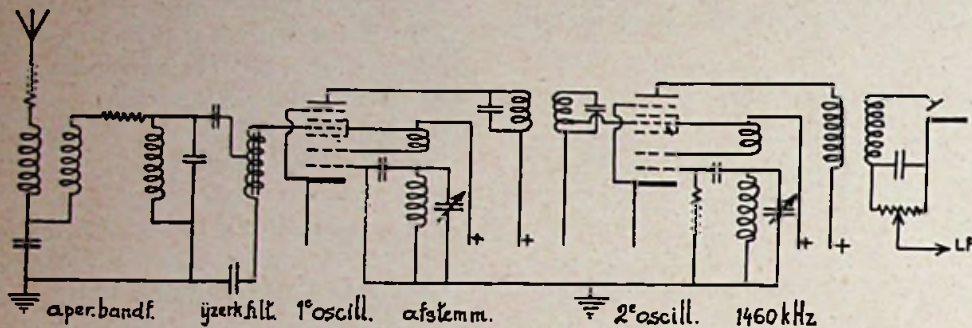 + + + + LF
aper.bandf. ijzerk.filt. 1e oscill. afstemm. 2e oscill. 1460 kHz